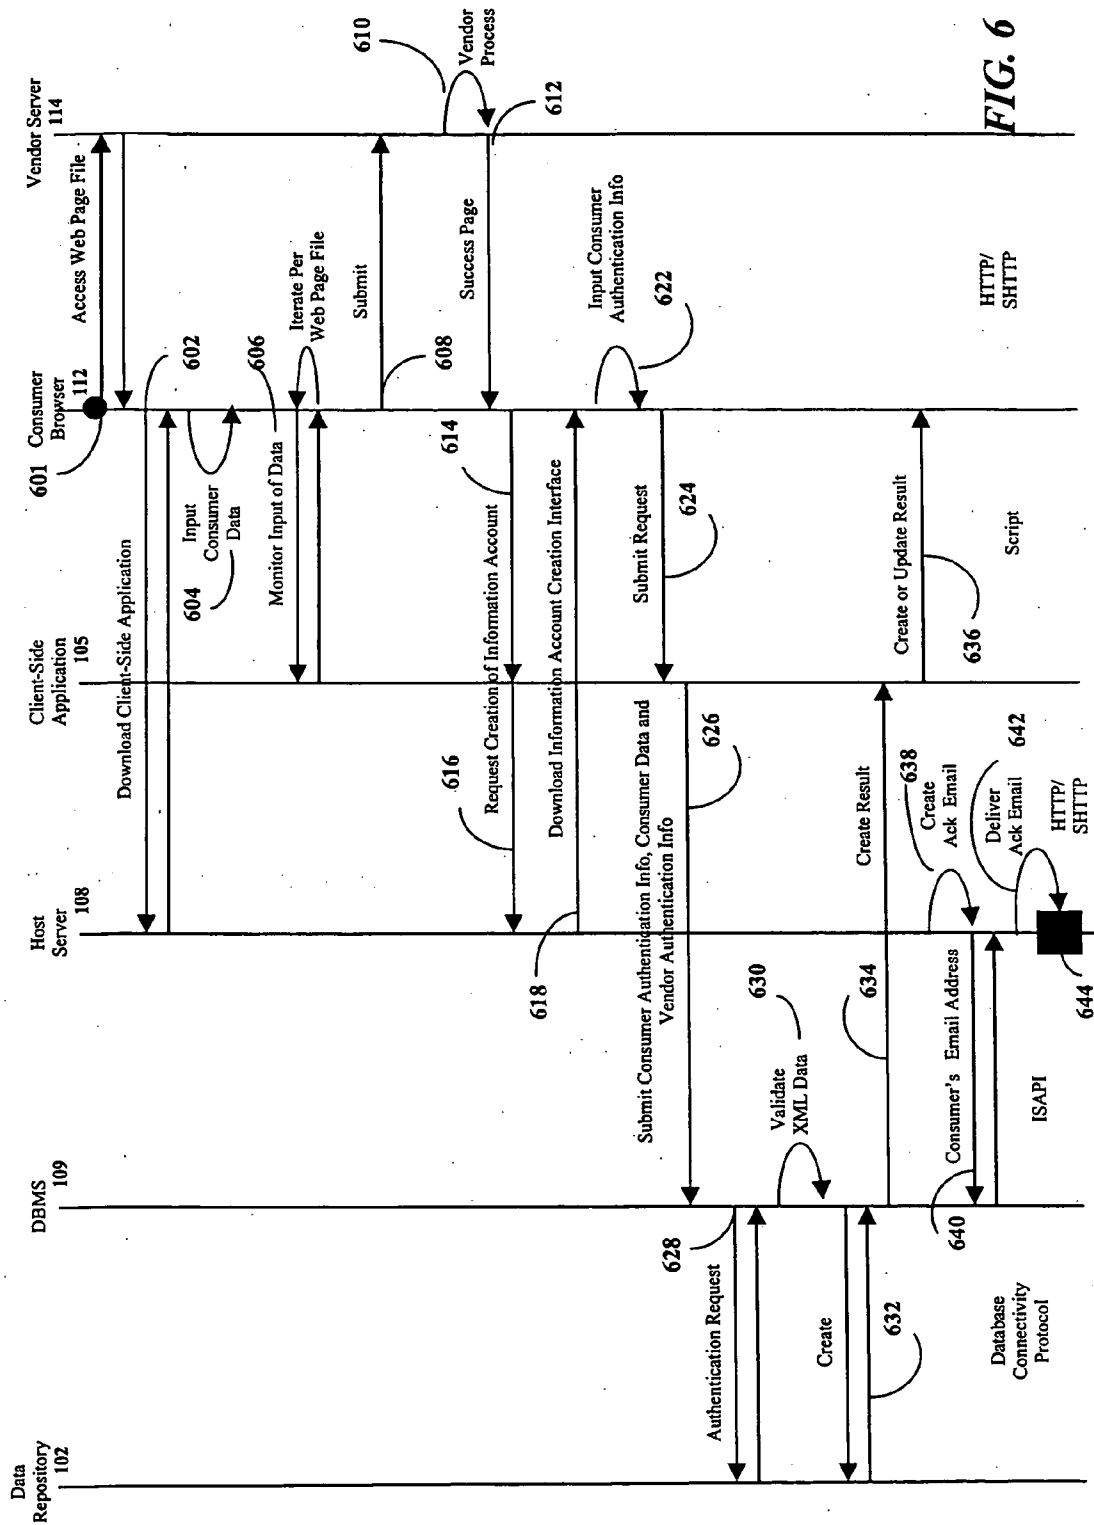 Data
Repository
102
DBMS
109
Host
Server
108
Client-Side
Application
105
Consumer
Browser
112
Vendor Server
114
601
Access Web Page File
Download Client-Side Application
602
Input
Consumer
Data
604
606
Monitor Input of Data
Iterate Per
Web Page File
Submit
608
610
Vendor
Process
Success Page
612
614
Request Creation of Information Account
616
Download Information Account Creation Interface
618
Input Consumer
Authentication Info
622
Submit Request
624
Submit Consumer Authentication Info, Consumer Data and
Vendor Authentication Info
626
Authentication Request
628
Validate
XML Data
630
Create
632
Create Result
634
Create or Update Result
636
Create
Ack Email
638
Consumer's Email Address
640
Deliver
Ack Email
642
644
Database
Connectivity
Protocol
ISAPI
HTTP/
SHTTP
Script
HTTP/
SHTTP
FIG. 6